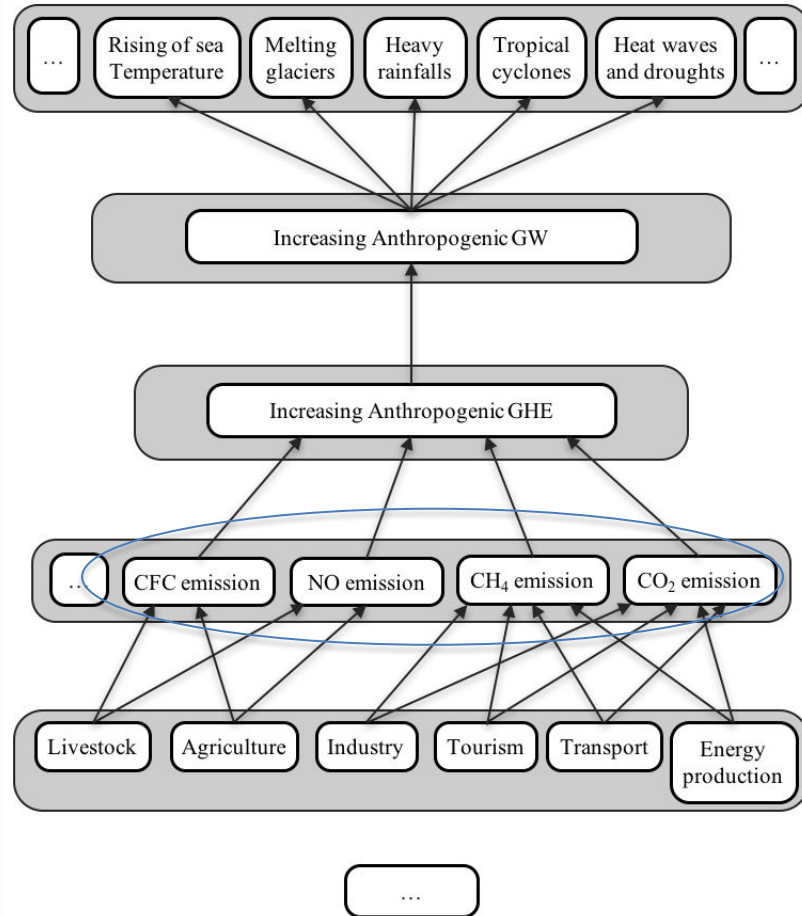 ...
Rising of sea
Temperature
Melting
glaciers
Heavy
rainfalls
Tropical
cyclones
Heat waves
and droughts
...
Increasing Anthropogenic GW
Increasing Anthropogenic GHE
...
CFC emission
NO emission
CH₄ emission
CO₂ emission
Livestock
Agriculture
Industry
Tourism
Transport
Energy
production
...